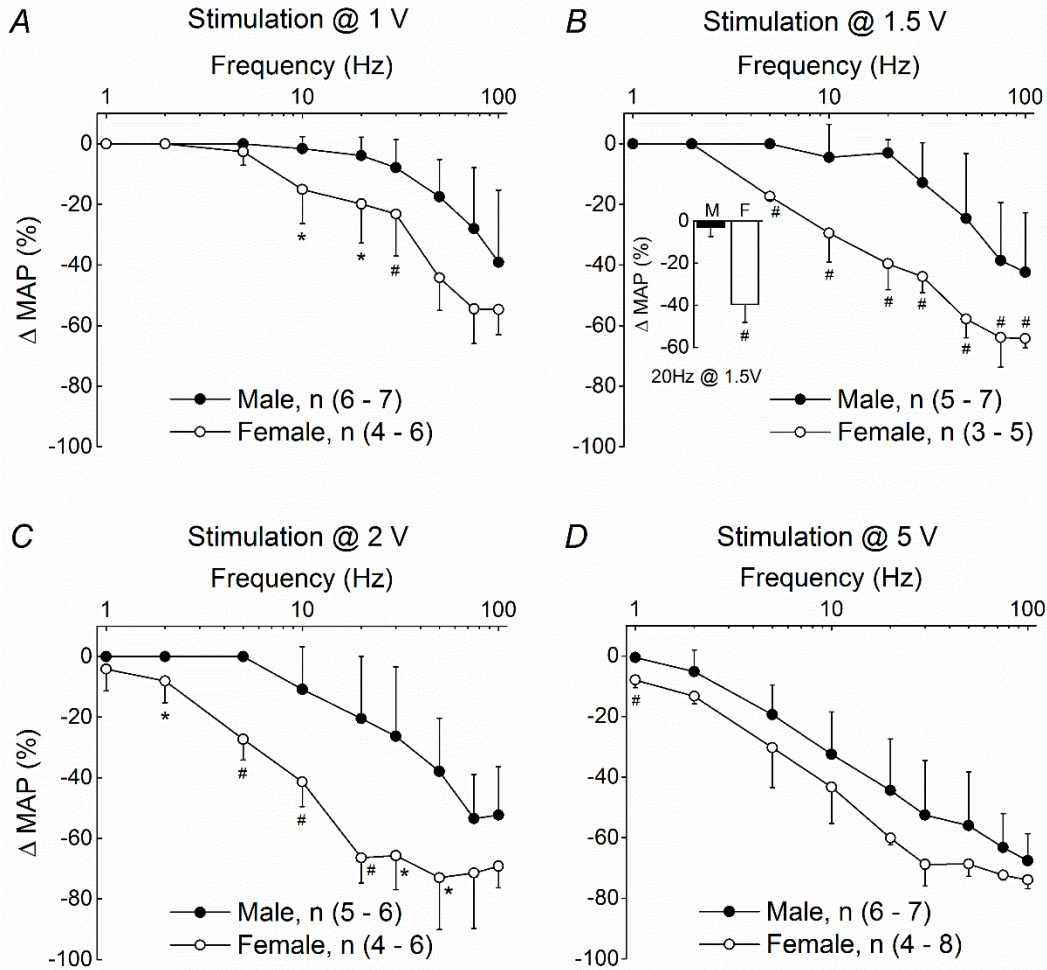 A
Stimulation @ 1 V
Frequency (Hz)
1 10 100
0
-20
-40
-60
-80
-100
Δ MAP (%)
*
*
#
Male, n (6 - 7)
Female, n (4 - 6)
B
Stimulation @ 1.5 V
Frequency (Hz)
1 10 100
0
-20
-40
-60
-80
-100
#
#
#
#
#
#
#
M F
0
-20
-40
-60
Δ MAP (%)
#
20Hz @ 1.5V
Male, n (5 - 7)
Female, n (3 - 5)
C
Stimulation @ 2 V
Frequency (Hz)
1 10 100
0
-20
-40
-60
-80
-100
Δ MAP (%)
*
#
#
#
*
*
Male, n (5 - 6)
Female, n (4 - 6)
D
Stimulation @ 5 V
Frequency (Hz)
1 10 100
0
-20
-40
-60
-80
-100
#
Male, n (6 - 7)
Female, n (4 - 8)